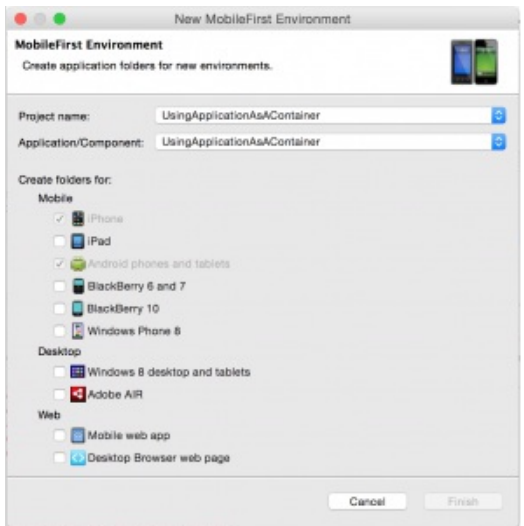 New MobileFirst Environment
MobileFirst Environment
Create application folders for new environments.
Project name: UsingApplicationAsAContainer
Application/Component: UsingApplicationAsAContainer
Create folders for:
Mobile
iPhone
iPad
Android phones and tablets
BlackBerry 6 and 7
BlackBerry 10
Windows Phone 8
Desktop
Windows 8 desktop and tablets
Adobe AIR
Web
Mobile web app
Desktop Browser web page
Cancel Finish